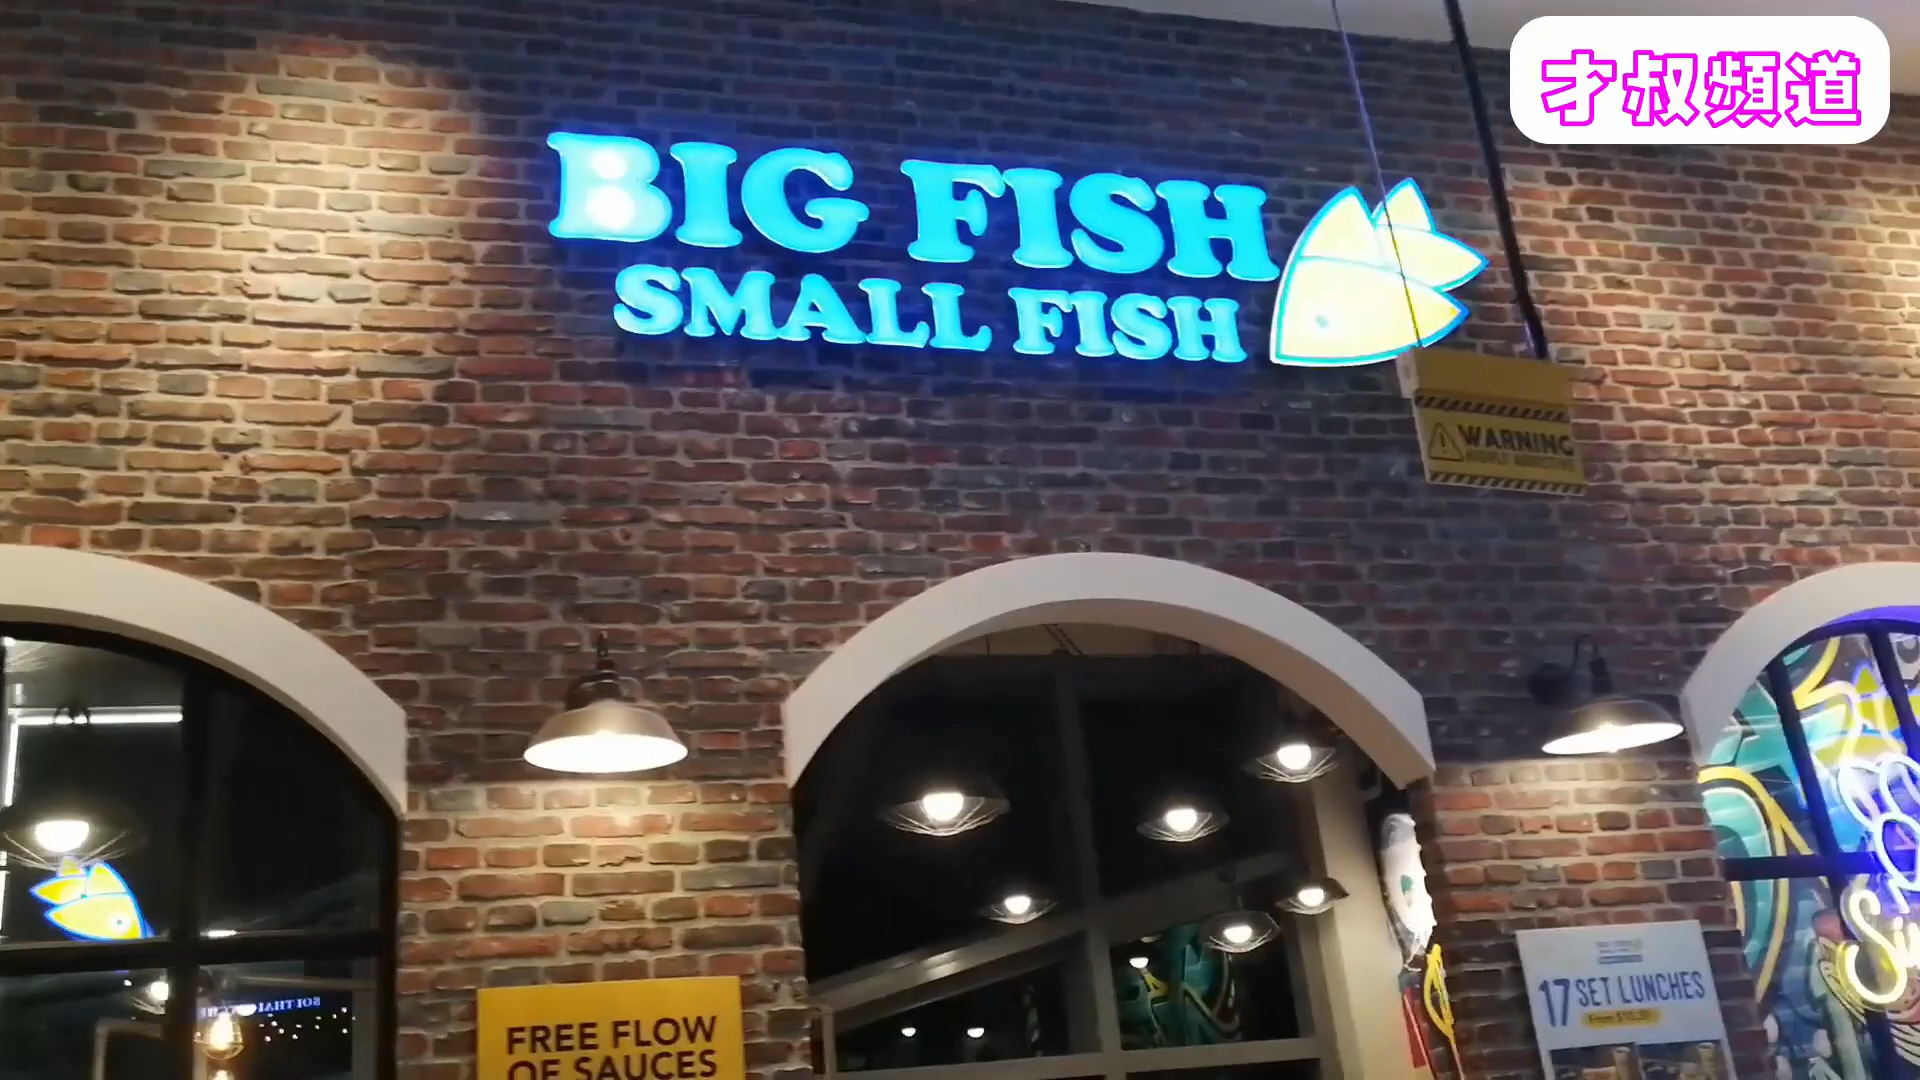 才叔頻道
BIG FISH
SMALL FISH
WARNING
FREE FLOW
OF SAUCES
17 SET LUNCHES